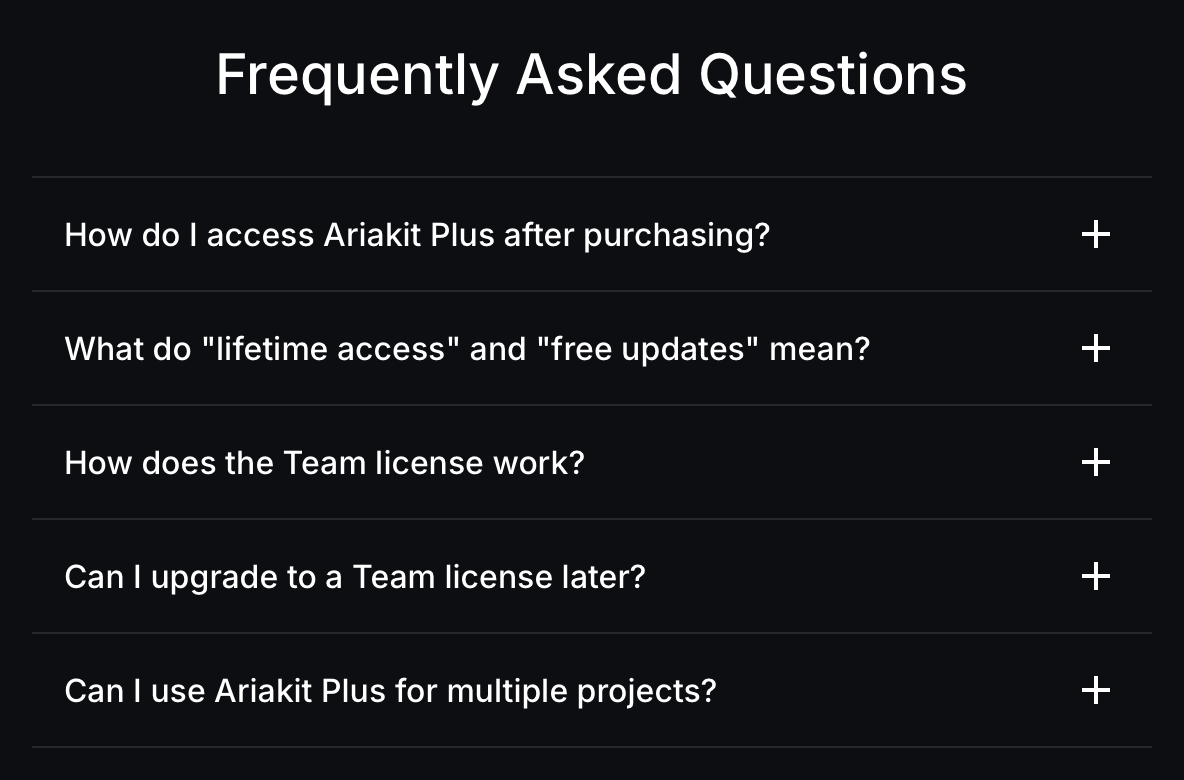 Frequently Asked Questions
How do I access Ariakit Plus after purchasing?
What do "lifetime access" and "free updates" mean?
How does the Team license work?
Can I upgrade to a Team license later?
Can I use Ariakit Plus for multiple projects?